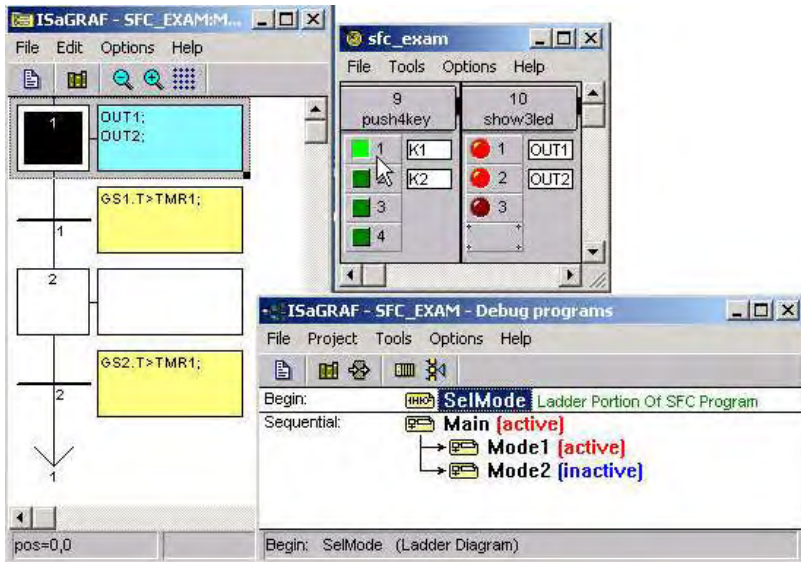 ISaGRAF - SFC_EXAM:M...
File Edit Options Help
1
OUT1;
OUT2;
GS1.T>TMR1;
1
2
GS2.T>TMR1;
2
1
pos=0,0
sfc_exam
File Tools Options Help
9
push4key
10
show3led
1 K1
1 OUT1
K2
2 OUT2
3
3
4
ISaGRAF - SFC_EXAM - Debug programs
File Project Tools Options Help
Begin: SelMode Ladder Portion Of SFC Program
Sequential: Main (active)
Mode1 (active)
Mode2 (inactive)
Begin: SelMode (Ladder Diagram)